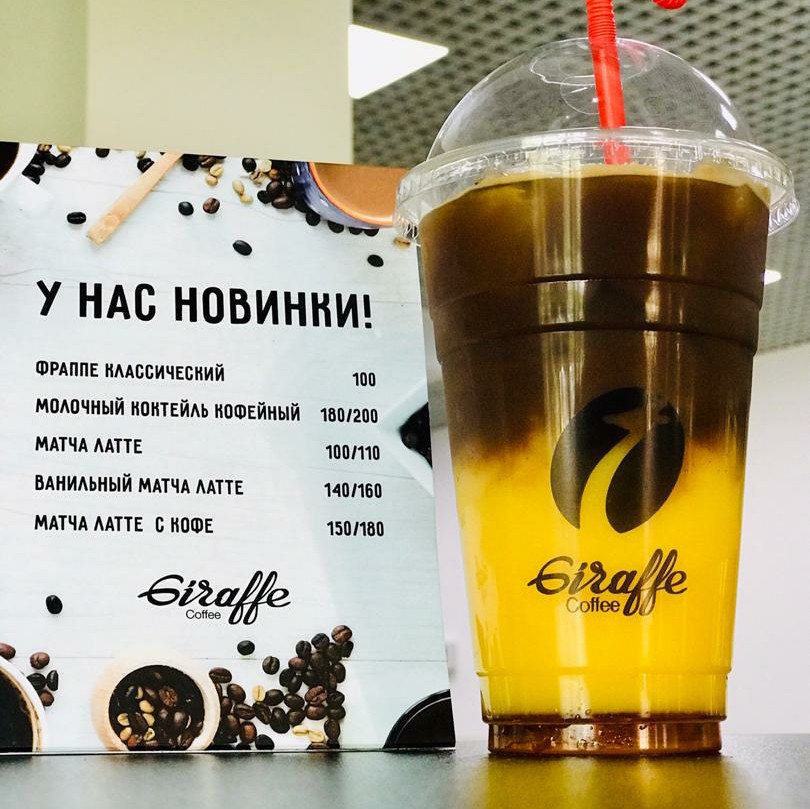 У НАС НОВИНКИ!
ФРАППЕ КЛАССИЧЕСКИЙ 100
МОЛОЧНЫЙ КОКТЕЙЛЬ КОФЕЙНЫЙ 180/200
МАТЧА ЛАТТЕ 100/110
ВАНИЛЬНЫЙ МАТЧА ЛАТТЕ 140/160
МАТЧА ЛАТТЕ С КОФЕ 150/180
Giraffe
Coffee
Giraffe
Coffee